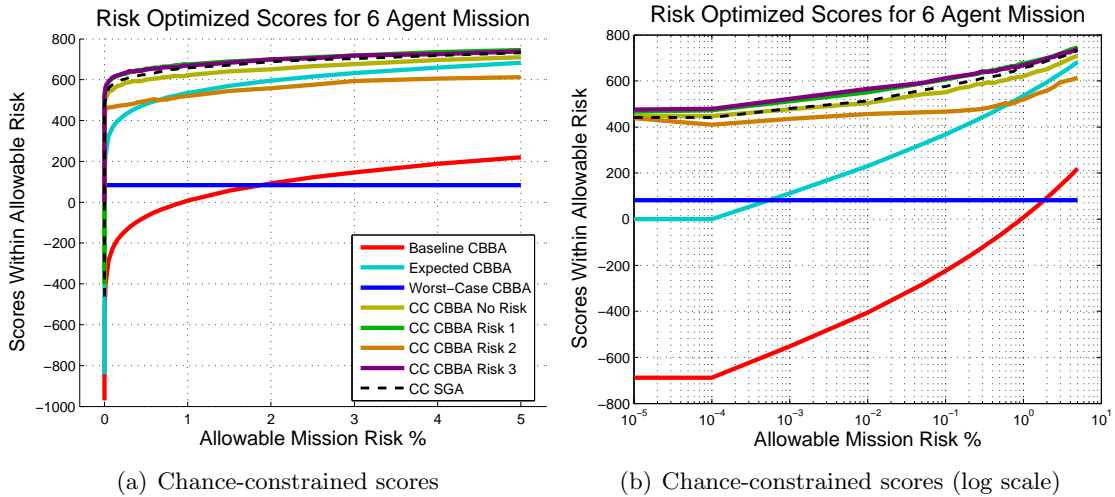 Risk Optimized Scores for 6 Agent Mission
Scores Within Allowable Risk
800
600
400
200
0
−200
−400
−600
−800
−1000
0
1
2
3
4
5
Allowable Mission Risk %
Baseline CBBA
Expected CBBA
Worst−Case CBBA
CC CBBA No Risk
CC CBBA Risk 1
CC CBBA Risk 2
CC CBBA Risk 3
CC SGA
(a) Chance-constrained scores
Risk Optimized Scores for 6 Agent Mission
Scores Within Allowable Risk
800
600
400
200
0
−200
−400
−600
−800
10⁻⁵
10⁻⁴
10⁻³
10⁻²
10⁻¹
10⁰
10¹
Allowable Mission Risk %
(b) Chance-constrained scores (log scale)